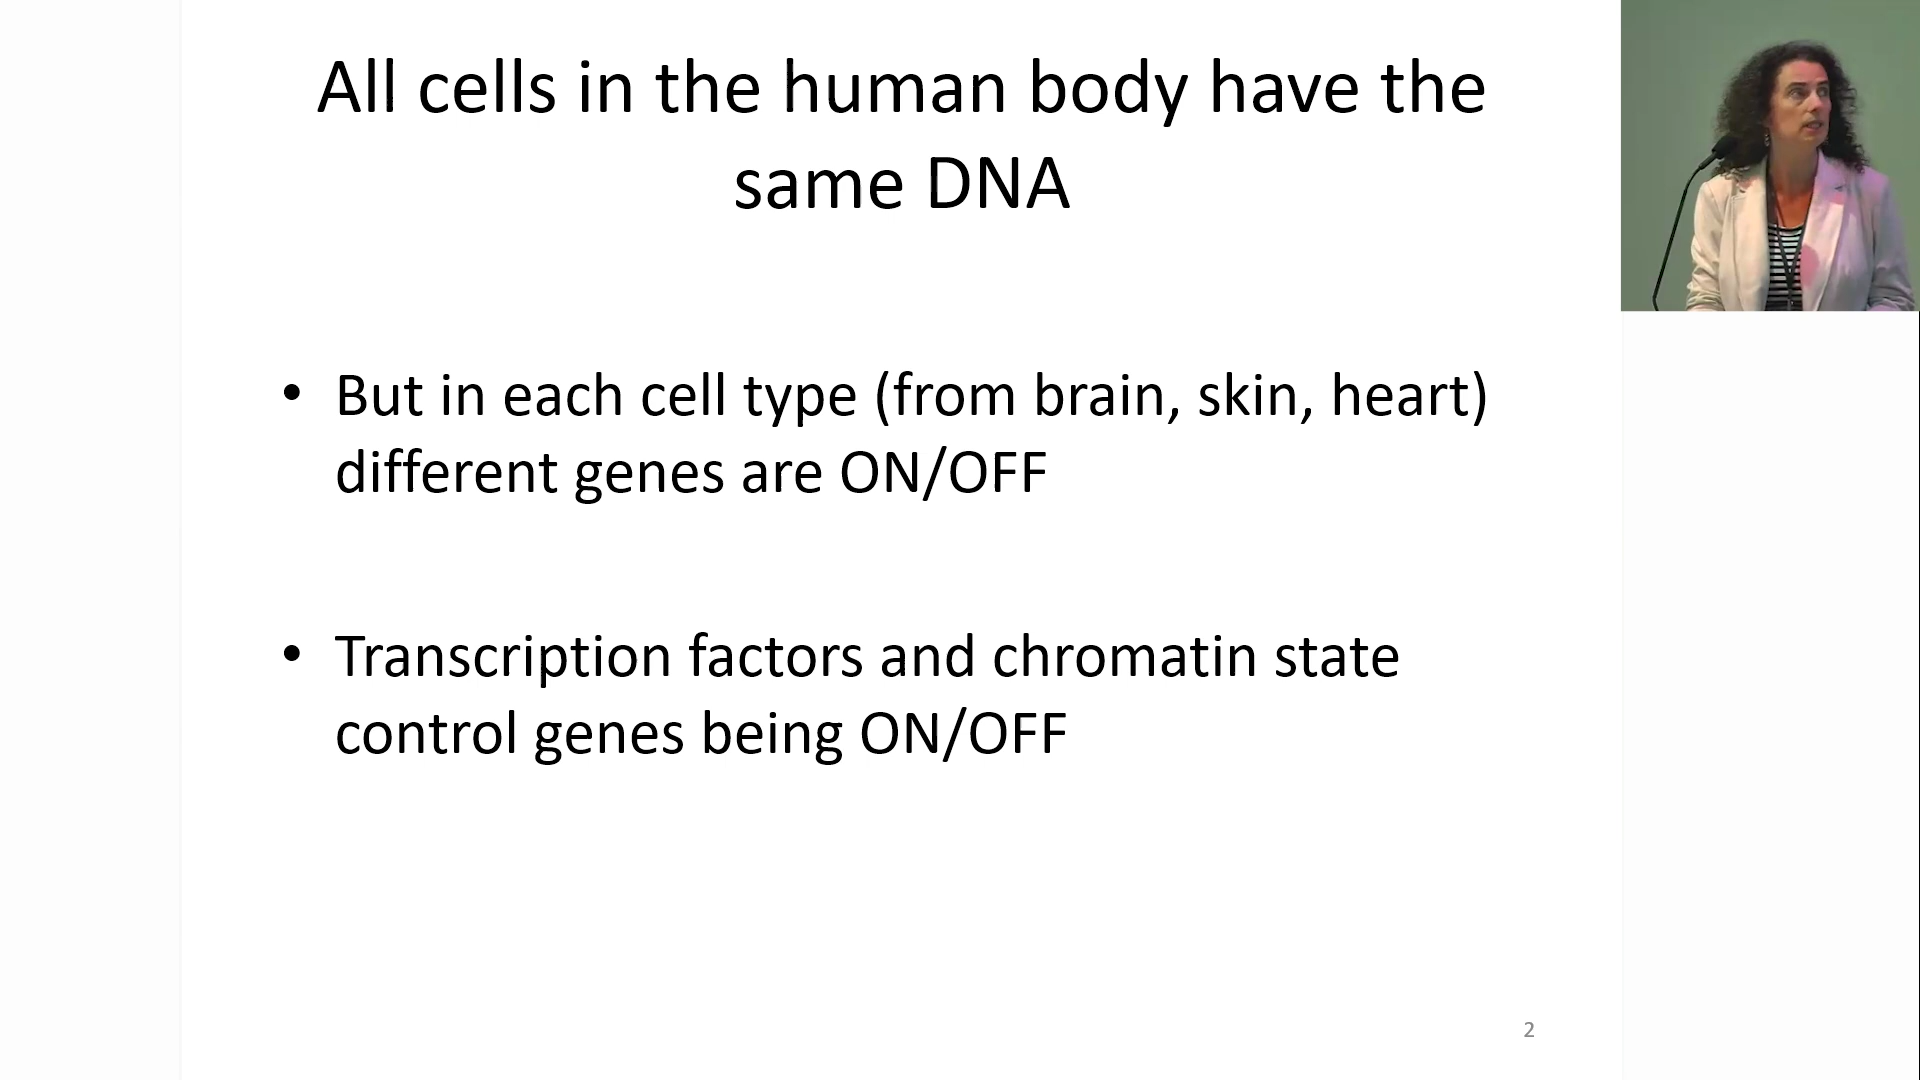 All cells in the human body have the
same DNA
• But in each cell type (from brain, skin, heart)
different genes are ON/OFF
• Transcription factors and chromatin state
control genes being ON/OFF
2